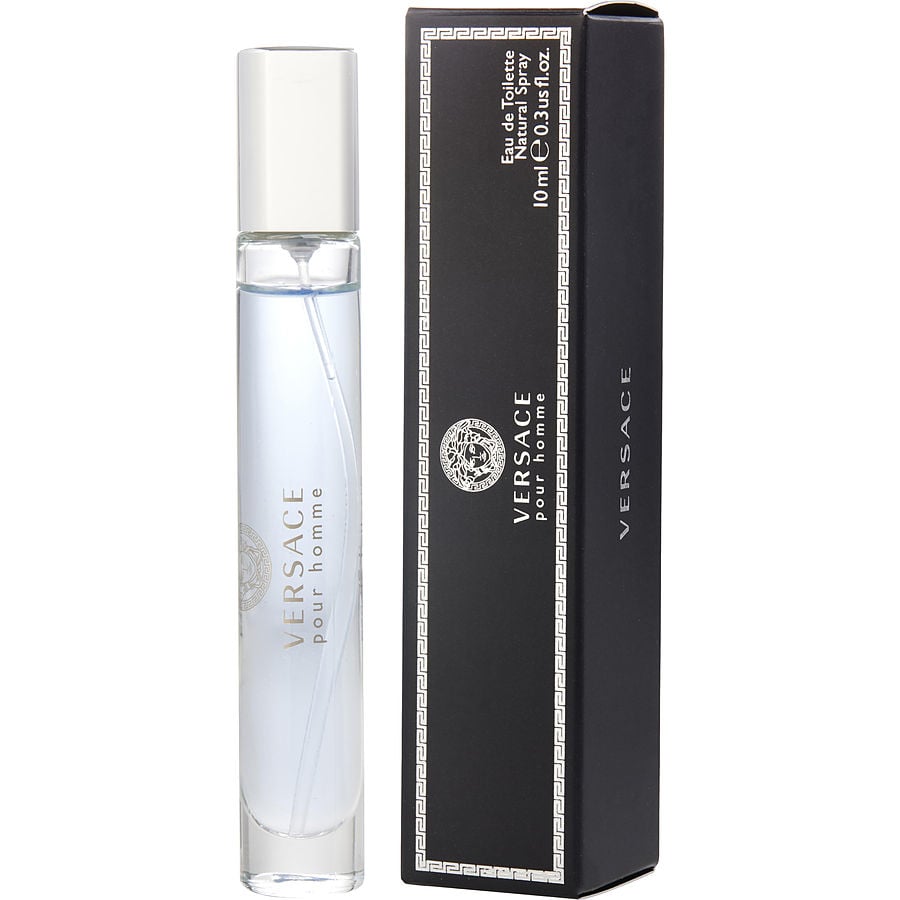 VERSACE
pour homme
Eau de Toilette
Natural Spray
10 ml ℮ 0.3 us fl.oz.
VERSACE
pour homme
VERSACE